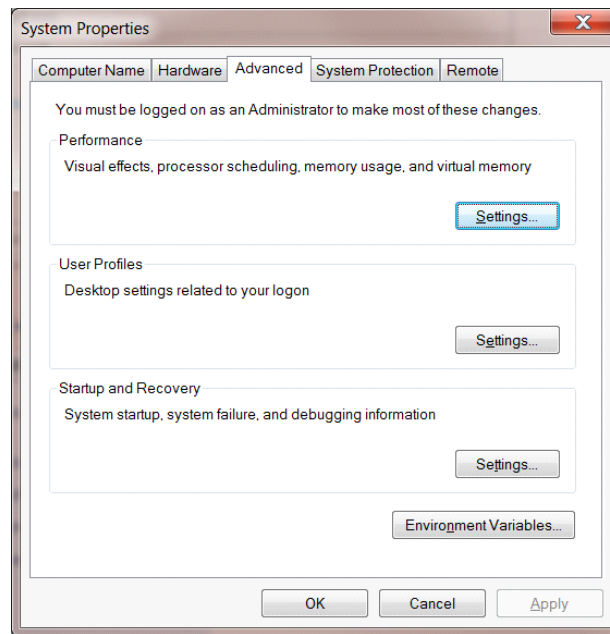 System Properties
Computer Name Hardware Advanced System Protection Remote
You must be logged on as an Administrator to make most of these changes.
Performance
Visual effects, processor scheduling, memory usage, and virtual memory
Settings...
User Profiles
Desktop settings related to your logon
Settings...
Startup and Recovery
System startup, system failure, and debugging information
Settings...
Environment Variables...
OK Cancel Apply